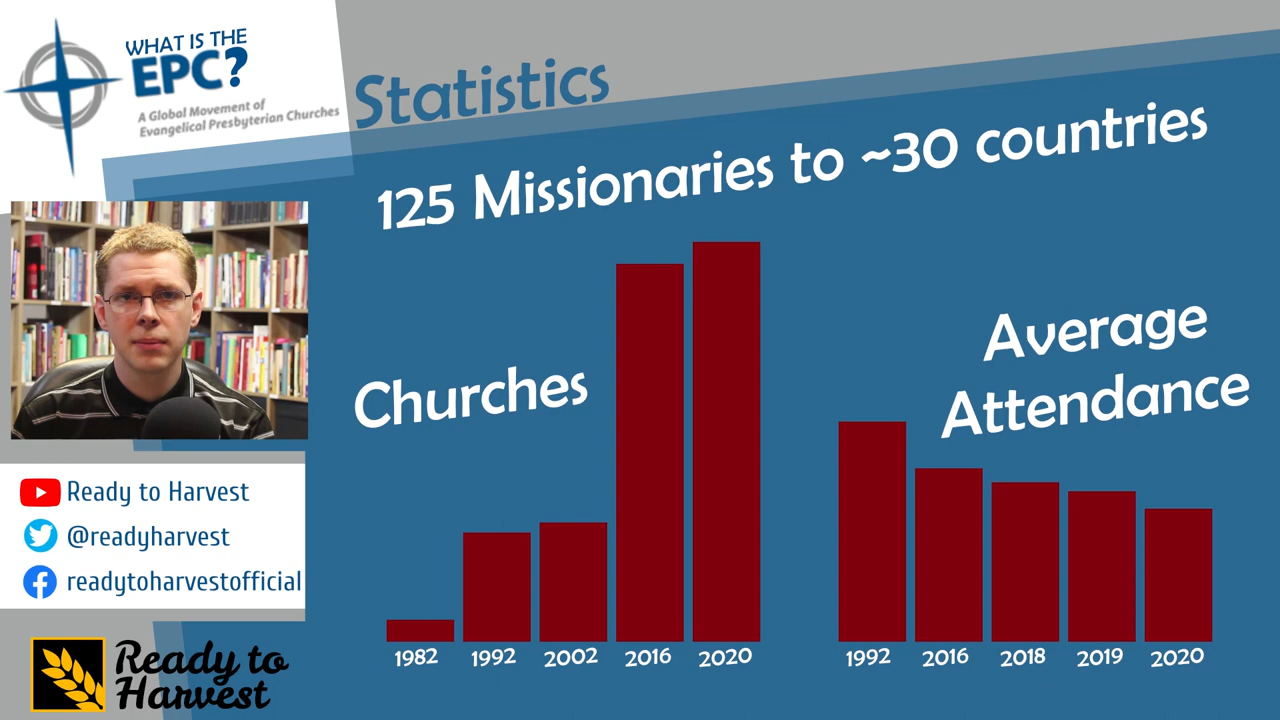 WHAT IS THE
EPC?
A Global Movement of
Evangelical Presbyterian Churches
Statistics
125 Missionaries to ~30 countries
Churches
Average
Attendance
1982 1992 2002 2016 2020
1992 2016 2018 2019 2020
Ready to Harvest
@readyharvest
readytoharvestofficial
Ready to
Harvest